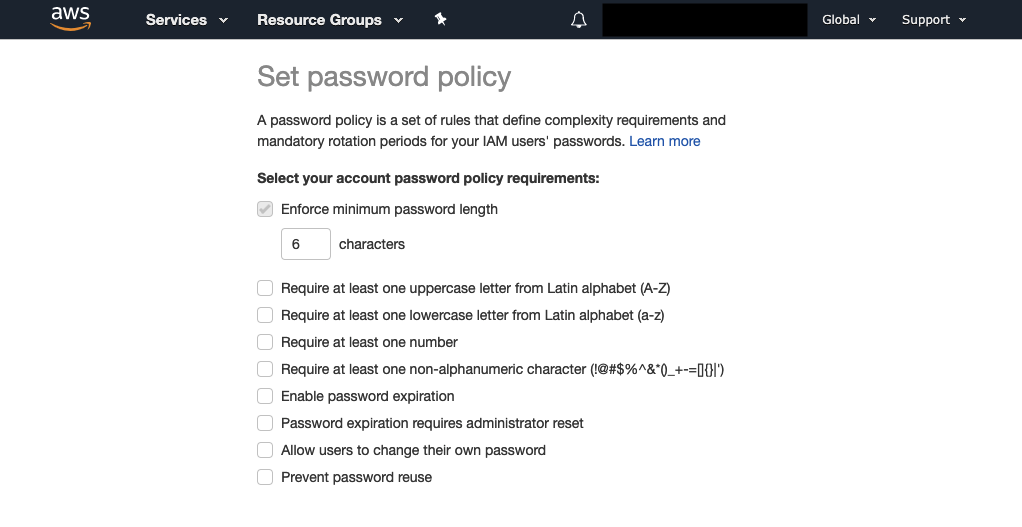 aws Services Resource Groups Global Support
Set password policy
A password policy is a set of rules that define complexity requirements and
mandatory rotation periods for your IAM users' passwords. Learn more
Select your account password policy requirements:
Enforce minimum password length
6 characters
Require at least one uppercase letter from Latin alphabet (A-Z)
Require at least one lowercase letter from Latin alphabet (a-z)
Require at least one number
Require at least one non-alphanumeric character (!@#$%^&*()_+-=[]{}|')
Enable password expiration
Password expiration requires administrator reset
Allow users to change their own password
Prevent password reuse